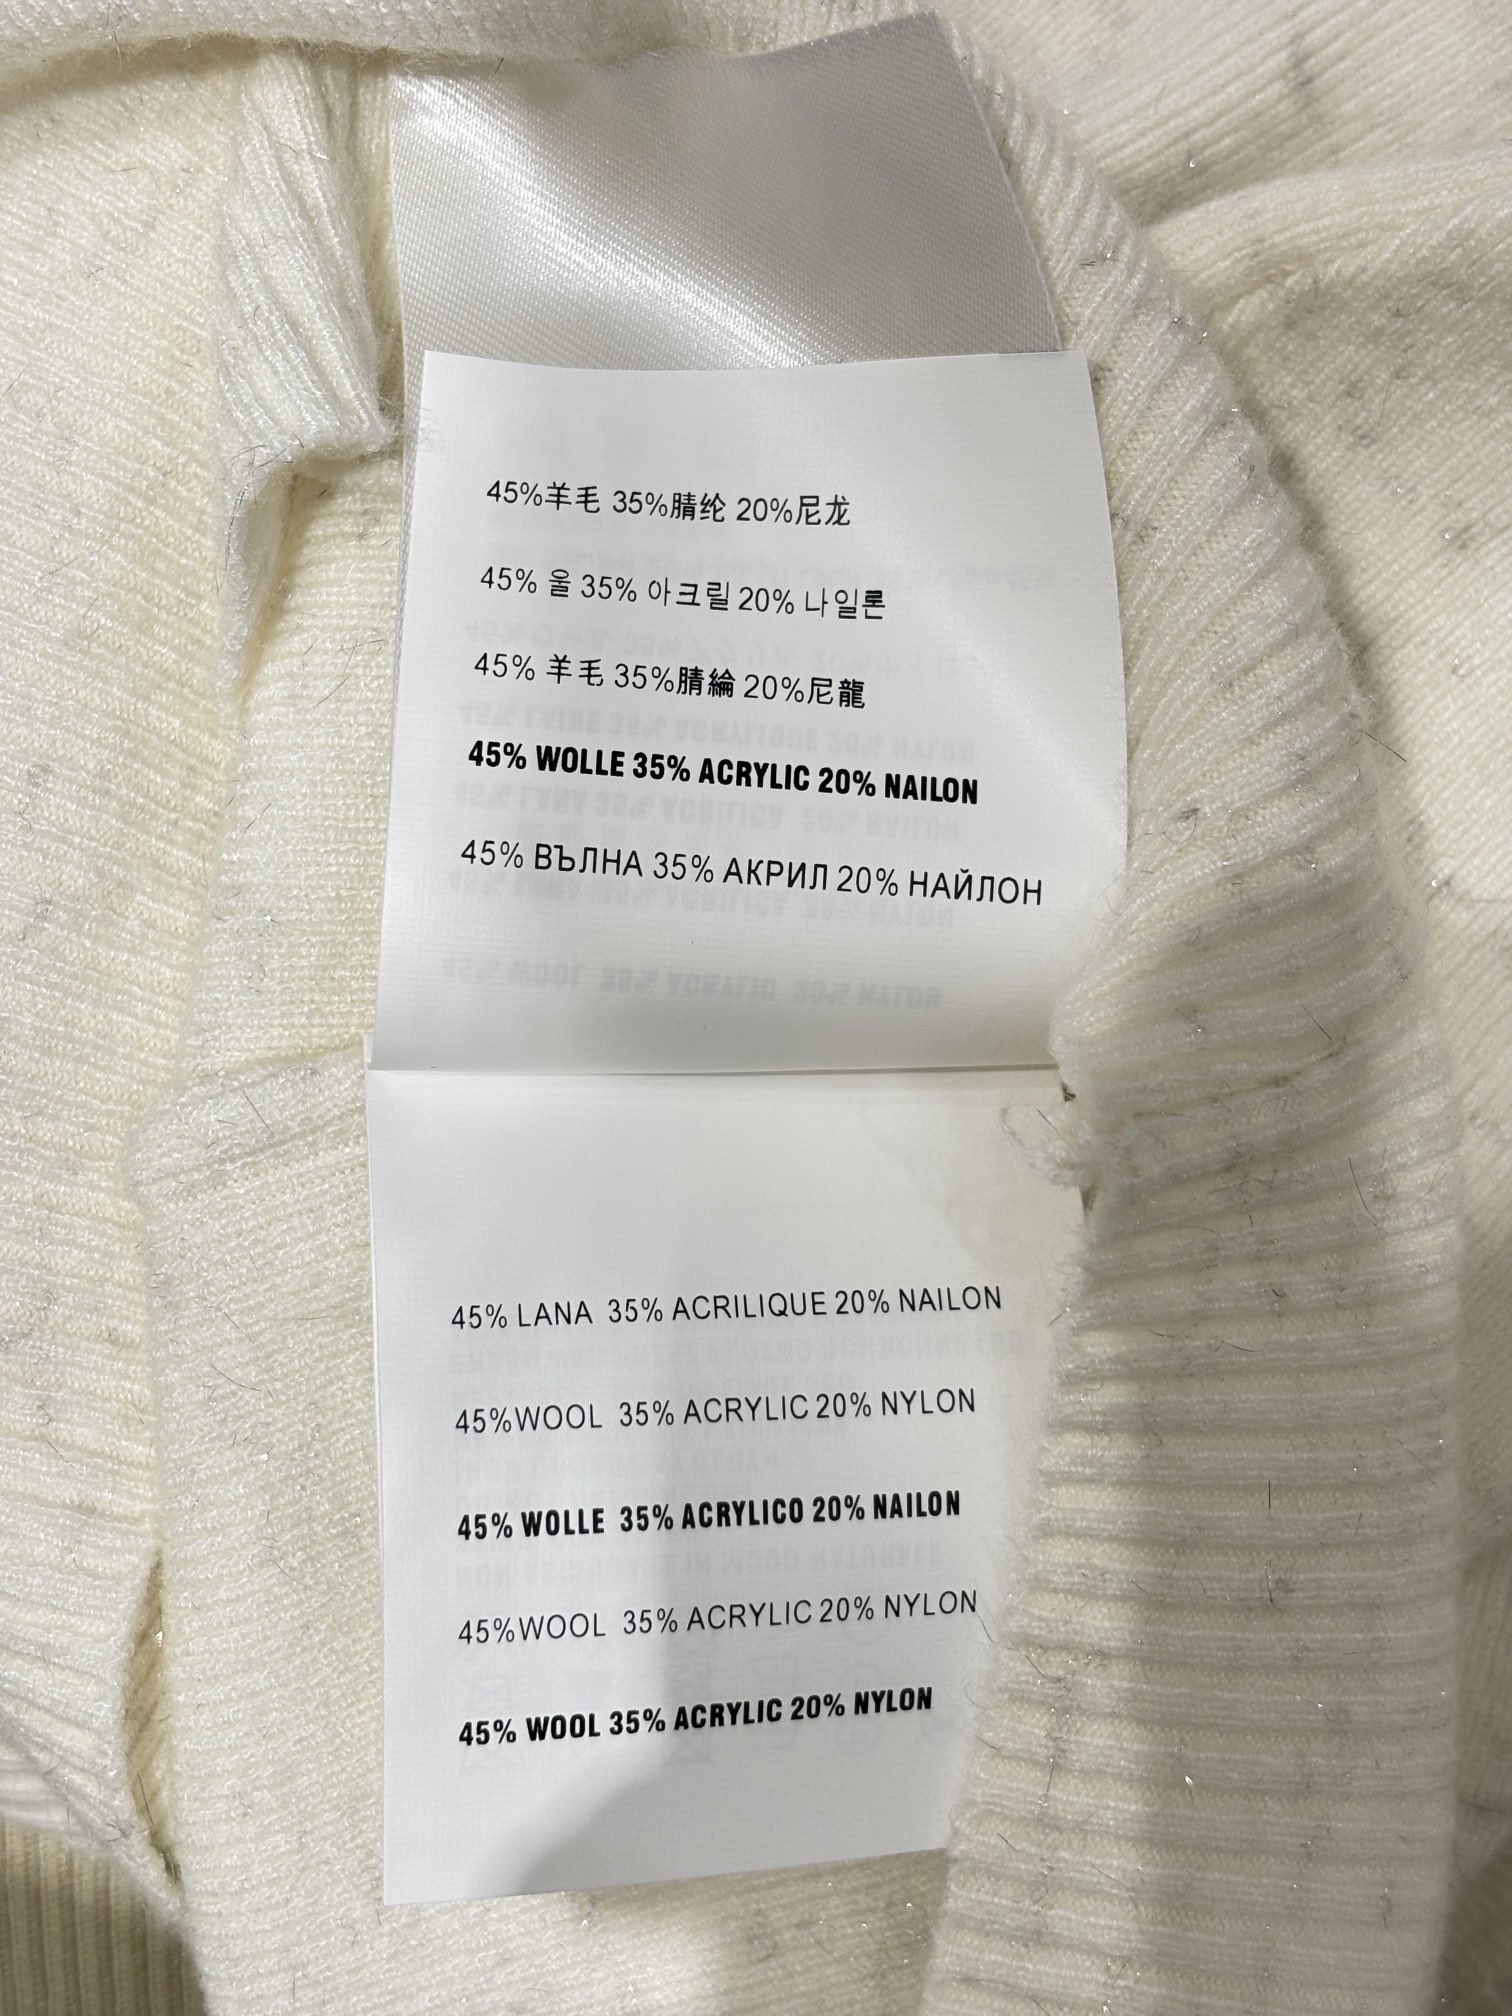 45%羊毛 35%腈纶 20%尼龙
45% 울 35% 아크릴 20% 나일론
45% 羊毛 35%腈綸 20%尼龍
45% WOLLE 35% ACRYLIC 20% NAILON
45% ВЪЛНА 35% АКРИЛ 20% НАЙЛОН
45% LANA 35% ACRILIQUE 20% NAILON
45%WOOL 35% ACRYLIC 20% NYLON
45% WOLLE 35% ACRYLICO 20% NAILON
45%WOOL 35% ACRYLIC 20% NYLON
45% WOOL 35% ACRYLIC 20% NYLON